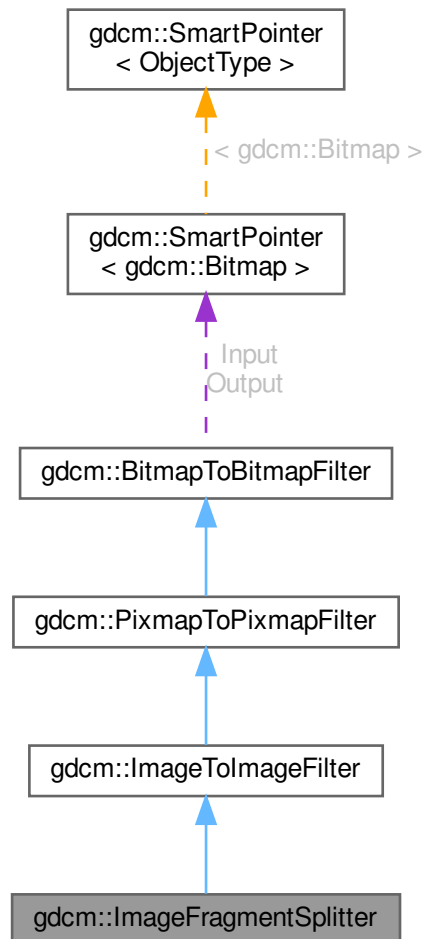 gdcm::SmartPointer
< ObjectType >
< gdcm::Bitmap >
gdcm::SmartPointer
< gdcm::Bitmap >
Input
Output
gdcm::BitmapToBitmapFilter
gdcm::PixmapToPixmapFilter
gdcm::ImageToImageFilter
gdcm::ImageFragmentSplitter